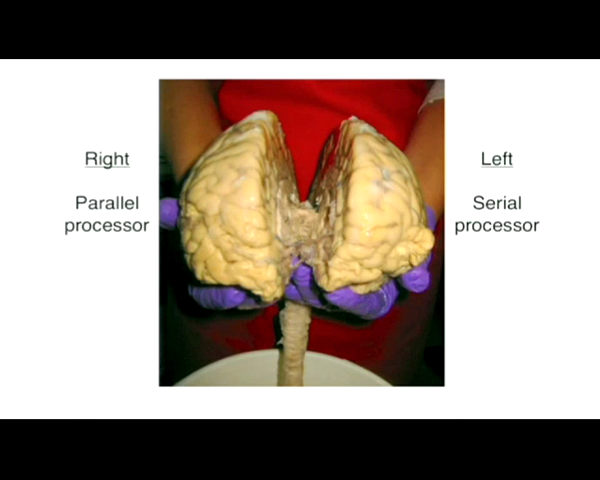 Right
Parallel
processor
Left
Serial
processor